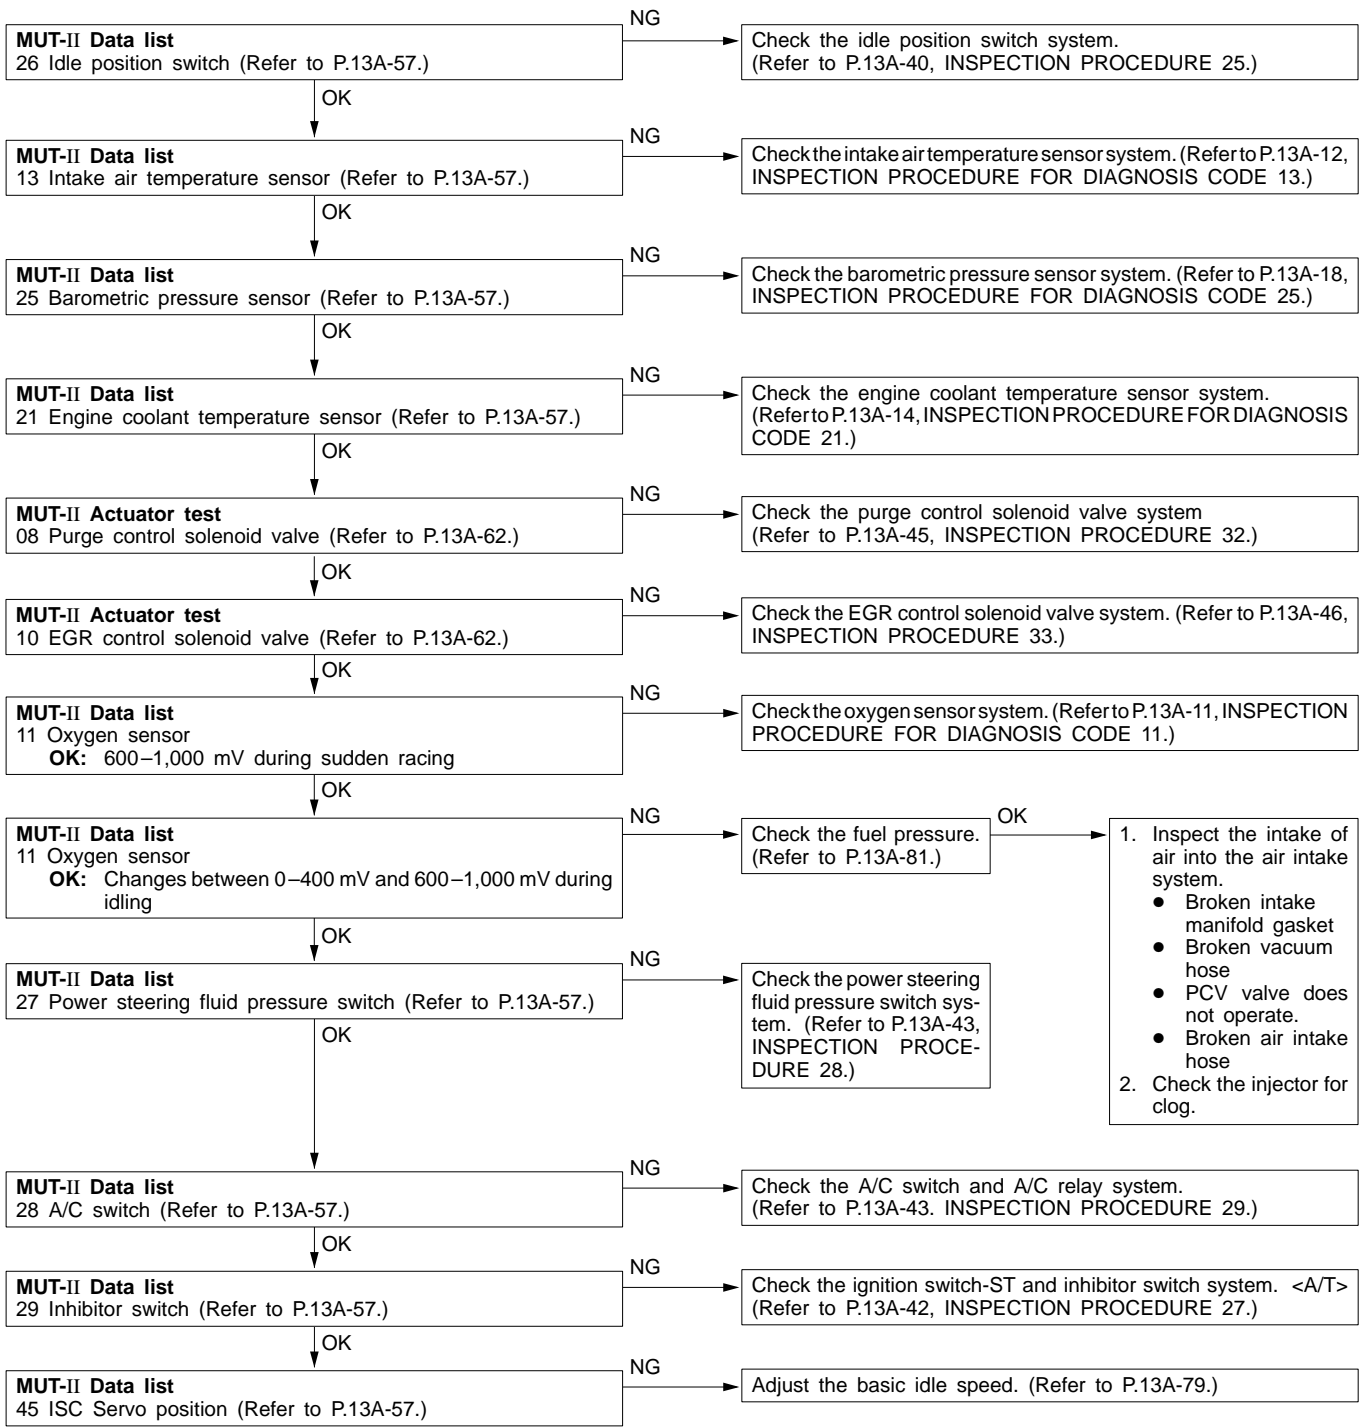 NG
MUT-II Data list
26 Idle position switch (Refer to P.13A-57.)
Check the idle position switch system.
(Refer to P.13A-40, INSPECTION PROCEDURE 25.)
OK
NG
MUT-II Data list
13 Intake air temperature sensor (Refer to P.13A-57.)
Check the intake air temperature sensor system. (Refer to P.13A-12,
INSPECTION PROCEDURE FOR DIAGNOSIS CODE 13.)
OK
NG
MUT-II Data list
25 Barometric pressure sensor (Refer to P.13A-57.)
Check the barometric pressure sensor system. (Refer to P.13A-18,
INSPECTION PROCEDURE FOR DIAGNOSIS CODE 25.)
OK
NG
MUT-II Data list
21 Engine coolant temperature sensor (Refer to P.13A-57.)
Check the engine coolant temperature sensor system.
(Refer to P.13A-14, INSPECTION PROCEDURE FOR DIAGNOSIS
CODE 21.)
OK
NG
MUT-II Actuator test
08 Purge control solenoid valve (Refer to P.13A-62.)
Check the purge control solenoid valve system
(Refer to P.13A-45, INSPECTION PROCEDURE 32.)
OK
NG
MUT-II Actuator test
10 EGR control solenoid valve (Refer to P.13A-62.)
Check the EGR control solenoid valve system. (Refer to P.13A-46,
INSPECTION PROCEDURE 33.)
OK
NG
MUT-II Data list
11 Oxygen sensor
OK: 600–1,000 mV during sudden racing
Check the oxygen sensor system. (Refer to P.13A-11, INSPECTION
PROCEDURE FOR DIAGNOSIS CODE 11.)
OK
NG
MUT-II Data list
11 Oxygen sensor
OK: Changes between 0–400 mV and 600–1,000 mV during
idling
Check the fuel pressure.
(Refer to P.13A-81.)
OK
1. Inspect the intake of
air into the air intake
system.
● Broken intake
manifold gasket
● Broken vacuum
hose
● PCV valve does
not operate.
● Broken air intake
hose
2. Check the injector for
clog.
OK
NG
MUT-II Data list
27 Power steering fluid pressure switch (Refer to P.13A-57.)
Check the power steering
fluid pressure switch sys-
tem. (Refer to P.13A-43,
INSPECTION PROCE-
DURE 28.)
OK
NG
MUT-II Data list
28 A/C switch (Refer to P.13A-57.)
Check the A/C switch and A/C relay system.
(Refer to P.13A-43. INSPECTION PROCEDURE 29.)
OK
NG
MUT-II Data list
29 Inhibitor switch (Refer to P.13A-57.)
Check the ignition switch-ST and inhibitor switch system. <A/T>
(Refer to P.13A-42, INSPECTION PROCEDURE 27.)
OK
NG
MUT-II Data list
45 ISC Servo position (Refer to P.13A-57.)
Adjust the basic idle speed. (Refer to P.13A-79.)